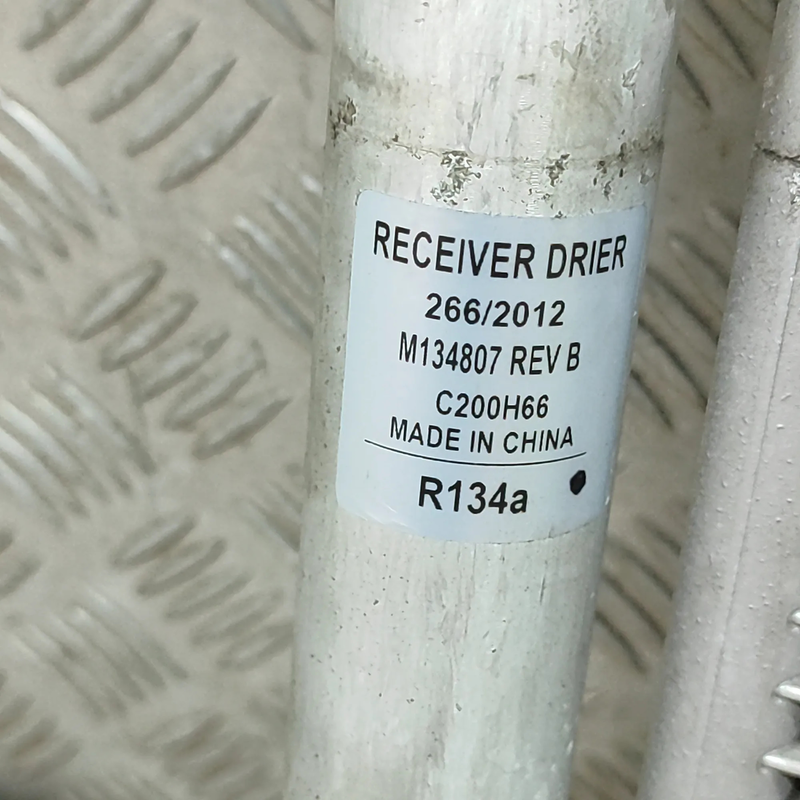 RECEIVER DRIER
266/2012
M134807 REV B
C200H66
MADE IN CHINA
R134a